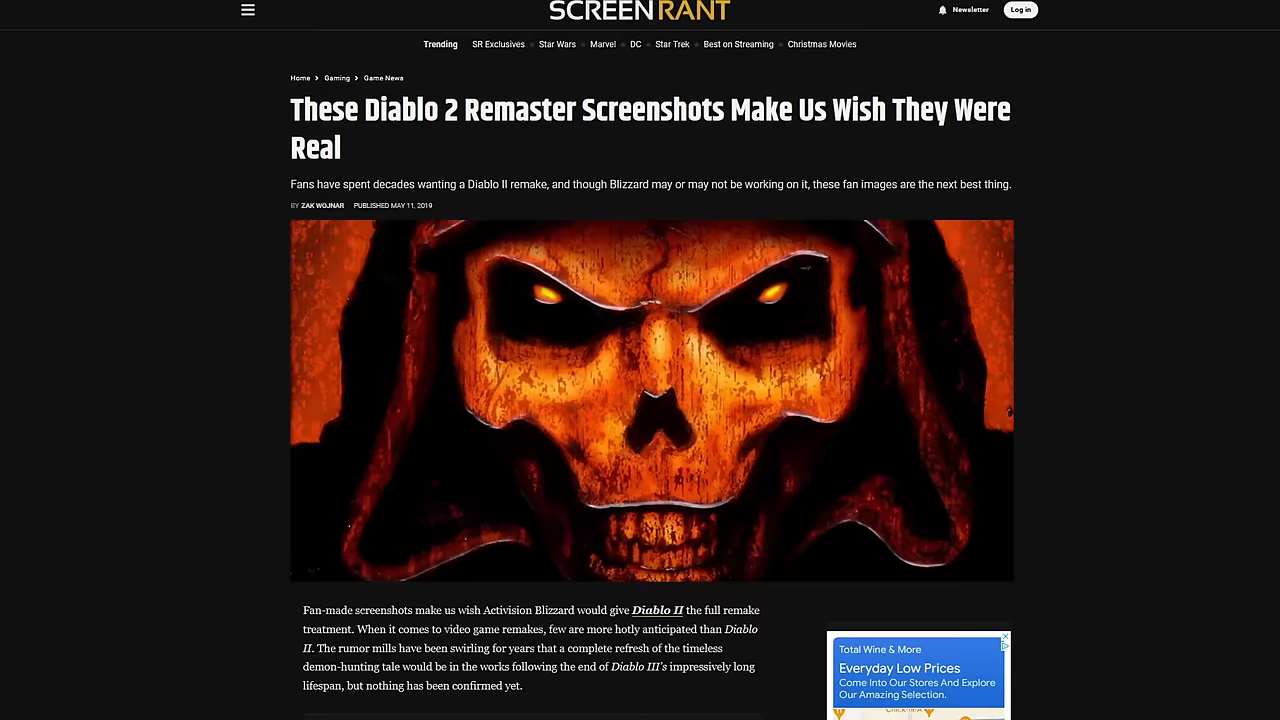 SCREENRANT
Newsletter
Log in
Trending SR Exclusives Star Wars Marvel DC Star Trek Best on Streaming Christmas Movies
Home > Gaming > Game News
These Diablo 2 Remaster Screenshots Make Us Wish They Were
Real
Fans have spent decades wanting a Diablo II remake, and though Blizzard may or may not be working on it, these fan images are the next best thing.
BY ZAK WOJNAR PUBLISHED MAY 11, 2019
Fan-made screenshots make us wish Activision Blizzard would give Diablo II the full remake
treatment. When it comes to video game remakes, few are more hotly anticipated than Diablo
II. The rumor mills have been swirling for years that a complete refresh of the timeless
demon-hunting tale would be in the works following the end of Diablo III's impressively long
lifespan, but nothing has been confirmed yet.
Total Wine & More
Everyday Low Prices
Come Into Our Stores And Explore
Our Amazing Selection.